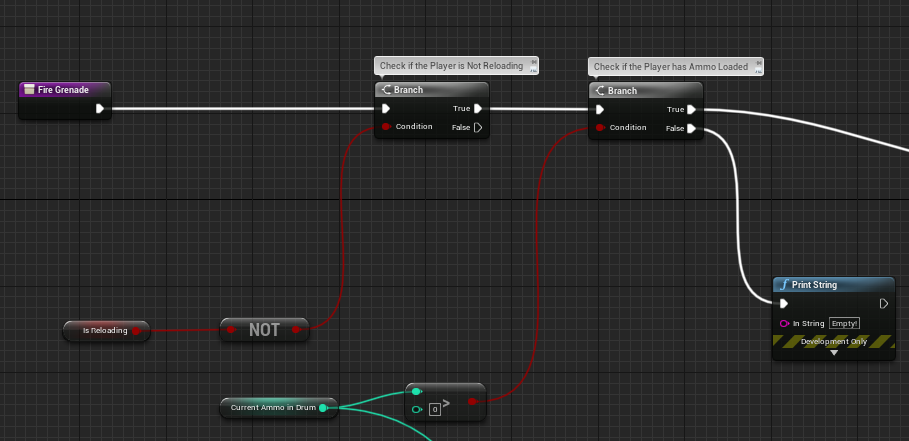 Check if the Player is Not Reloading
Check if the Player has Ammo Loaded
Fire Grenade
Branch
True
Condition
False
Branch
True
Condition
False
Print String
In String Empty!
Development Only
Is Reloading
NOT
Current Ammo in Drum
0 >